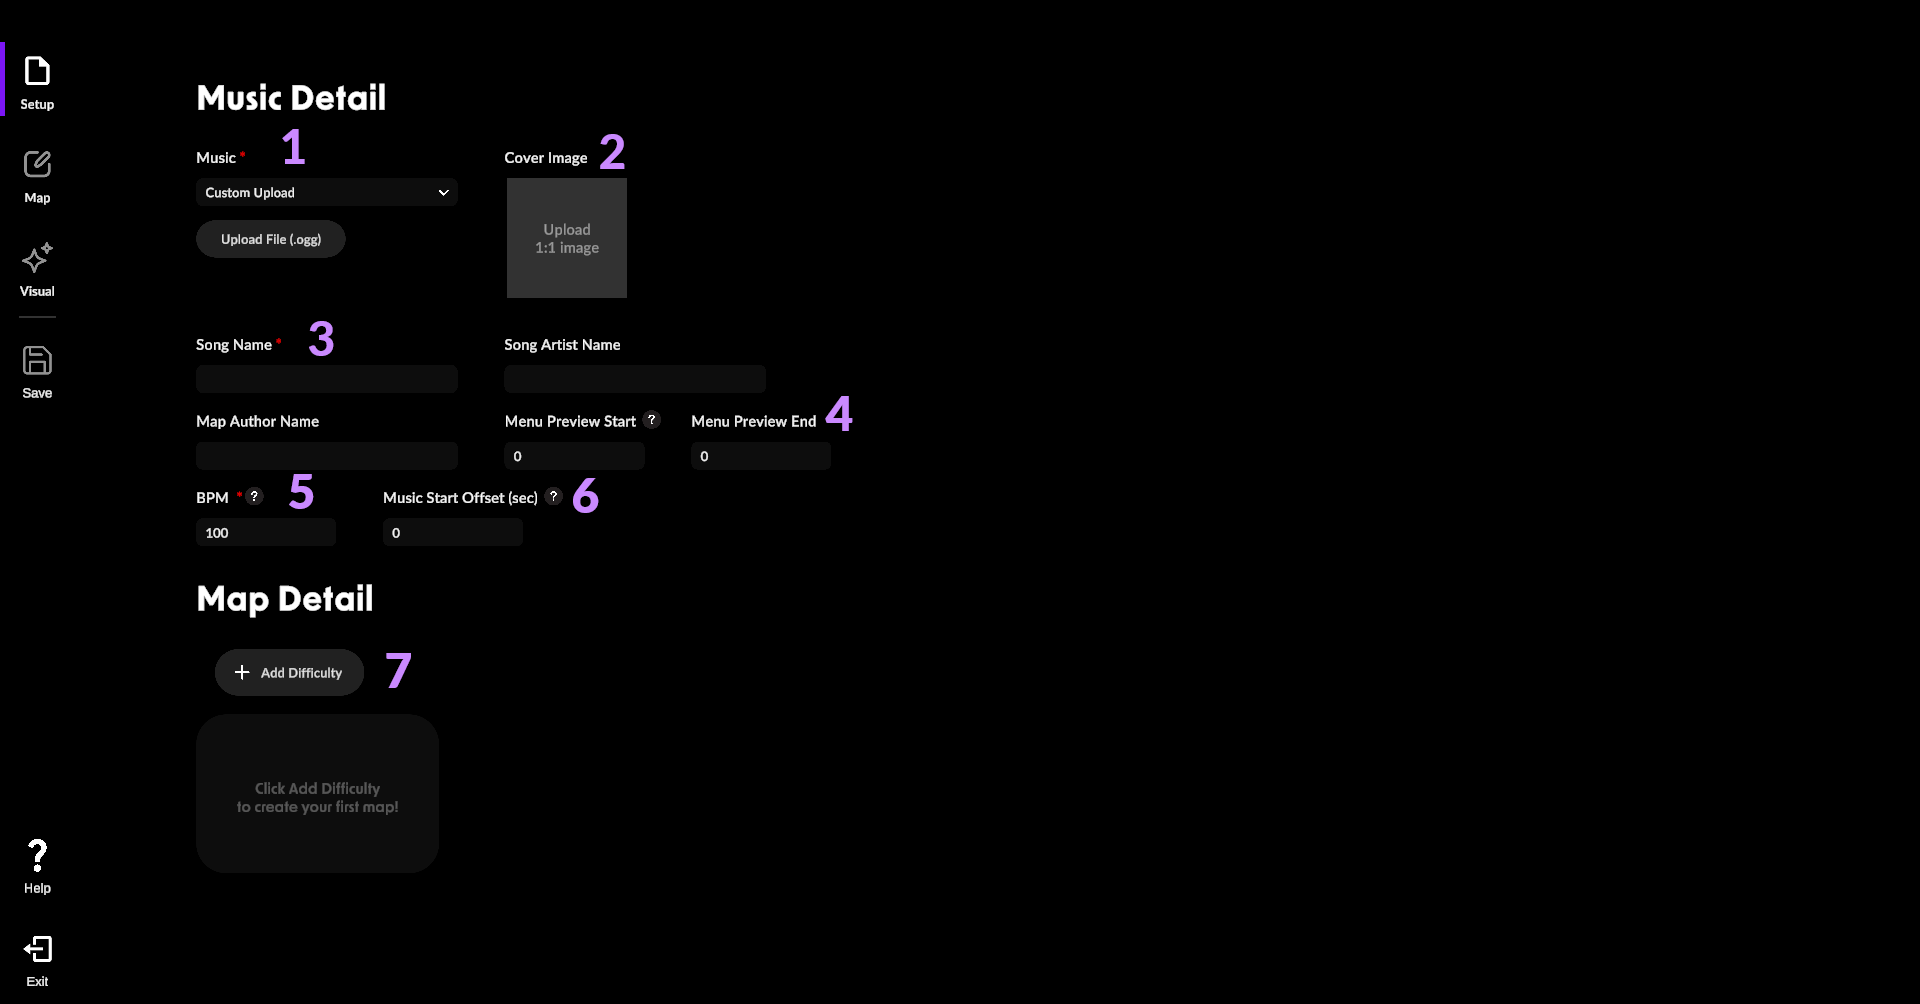 Setup
Map
Visual
Save
Help
Exit
Music Detail
Music * 1
Custom Upload
Upload File (.ogg)
Cover Image 2
Upload
1:1 image
Song Name * 3
Song Artist Name
Map Author Name
Menu Preview Start ?
0
Menu Preview End 4
0
BPM * ? 5
100
Music Start Offset (sec) ? 6
0
Map Detail
+ Add Difficulty 7
Click Add Difficulty
to create your first map!